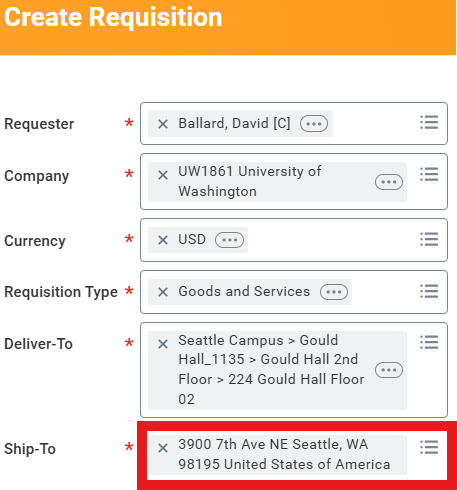 Create Requisition
Requester * × Ballard, David [C]
Company * × UW1861 University of
Washington
Currency * × USD
Requisition Type * × Goods and Services
Deliver-To * × Seattle Campus > Gould
Hall_1135 > Gould Hall 2nd
Floor > 224 Gould Hall Floor
02
Ship-To * × 3900 7th Ave NE Seattle, WA
98195 United States of America